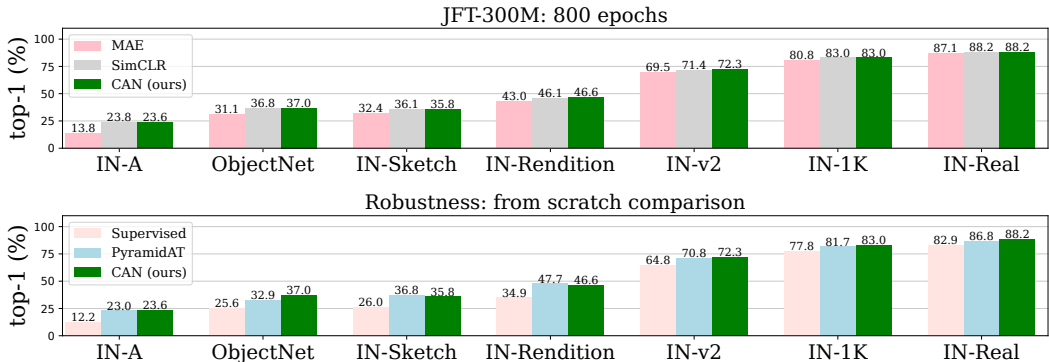 JFT-300M: 800 epochs
top-1 (%)
100
75
50
25
0
MAE
SimCLR
CAN (ours)
13.8 23.8 23.6
31.1 36.8 37.0
32.4 36.1 35.8
43.0 46.1 46.6
69.5 71.4 72.3
80.8 83.0 83.0
87.1 88.2 88.2
IN-A ObjectNet IN-Sketch IN-Rendition IN-v2 IN-1K IN-Real
Robustness: from scratch comparison
top-1 (%)
100
75
50
25
0
Supervised
PyramidAT
CAN (ours)
12.2 23.0 23.6
25.6 32.9 37.0
26.0 36.8 35.8
34.9 47.7 46.6
64.8 70.8 72.3
77.8 81.7 83.0
82.9 86.8 88.2
IN-A ObjectNet IN-Sketch IN-Rendition IN-v2 IN-1K IN-Real